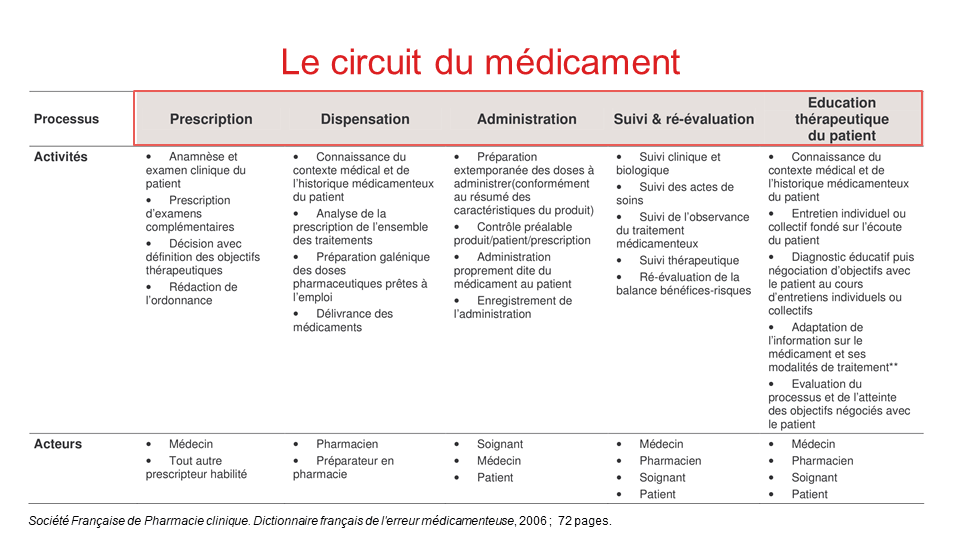 Le circuit du médicament
Processus
Prescription
Dispensation
Administration
Suivi & ré-évaluation
Education
thérapeutique
du patient
Activités
• Anamnèse et
examen clinique du
patient
• Prescription
d’examens
complémentaires
• Décision avec
définition des objectifs
thérapeutiques
• Rédaction de
l’ordonnance
• Connaissance du
contexte médical et de
l’historique médicamenteux
du patient
• Analyse de la
prescription de l’ensemble
des traitements
• Préparation galénique
des doses
pharmaceutiques prêtes à
l’emploi
• Délivrance des
médicaments
• Préparation
extemporanée des doses à
administrer(conformément
au résumé des
caractéristiques du produit)
• Contrôle préalable
produit/patient/prescription
• Administration
proprement dite du
médicament au patient
• Enregistrement de
l’administration
• Suivi clinique et
biologique
• Suivi des actes de
soins
• Suivi de l’observance
du traitement
médicamenteux
• Suivi thérapeutique
• Ré-évaluation de la
balance bénéfices-risques
• Connaissance du
contexte médical et de
l’historique médicamenteux
du patient
• Entretien individuel ou
collectif fondé sur l’écoute
du patient
• Diagnostic éducatif puis
négociation d’objectifs avec
le patient au cours
d’entretiens individuels ou
collectifs
• Adaptation de
l’information sur le
médicament et ses
modalités de traitement**
• Evaluation du
processus et de l’atteinte
des objectifs négociés avec
le patient
Acteurs
• Médecin
• Tout autre
prescripteur habilité
• Pharmacien
• Préparateur en
pharmacie
• Soignant
• Médecin
• Patient
• Médecin
• Pharmacien
• Soignant
• Patient
• Médecin
• Pharmacien
• Soignant
• Patient
Société Française de Pharmacie clinique. Dictionnaire français de l’erreur médicamenteuse, 2006 ; 72 pages.